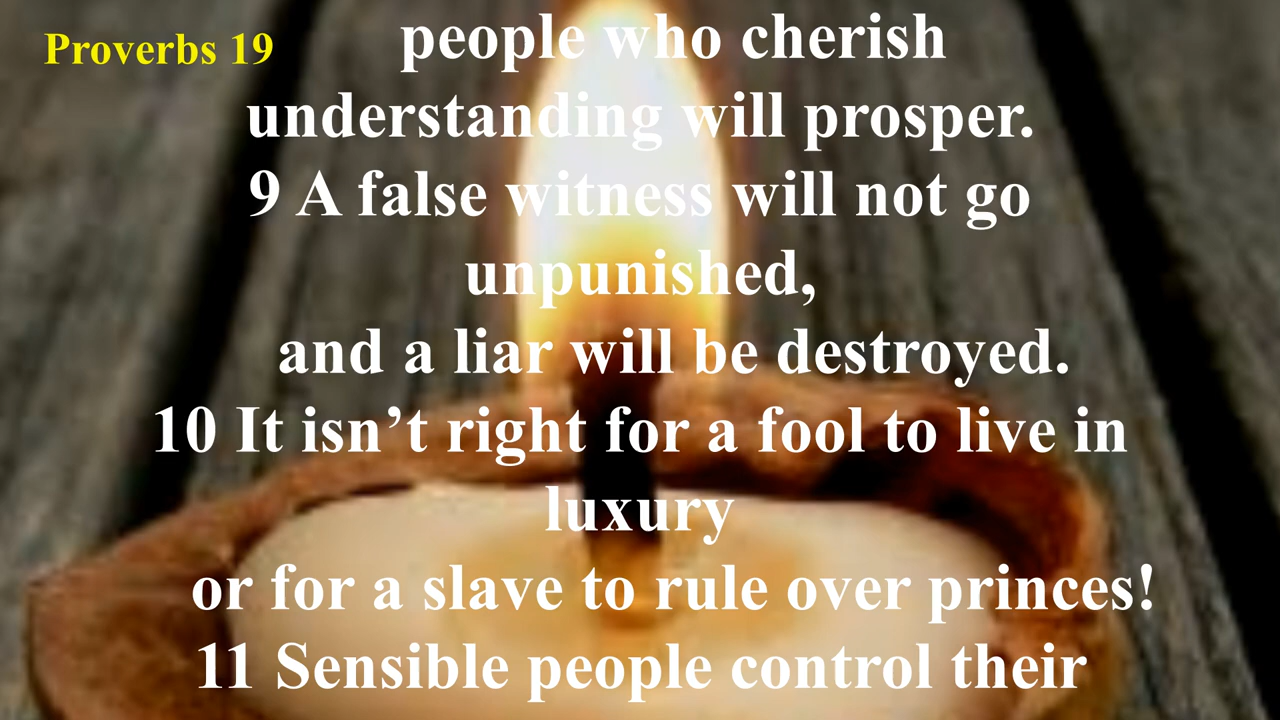 Proverbs 19
people who cherish
understanding will prosper.
9 A false witness will not go
unpunished,
and a liar will be destroyed.
10 It isn’t right for a fool to live in
luxury
or for a slave to rule over princes!
11 Sensible people control their